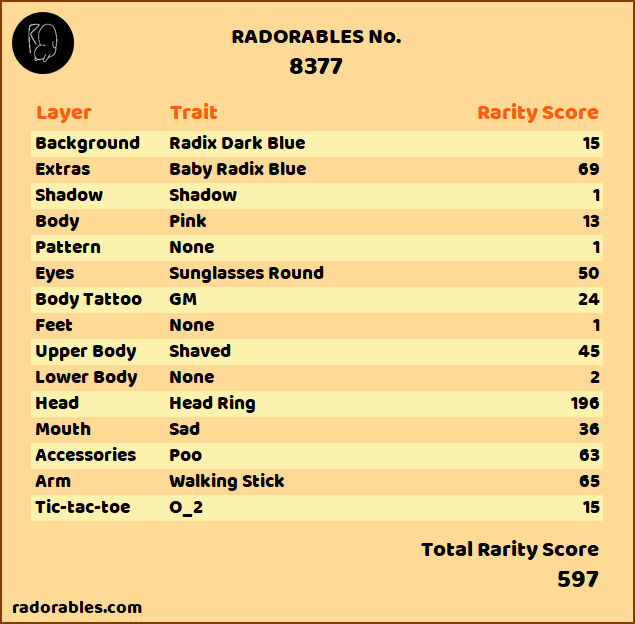 RADORABLES No.
8377
Layer Trait Rarity Score
Background Radix Dark Blue 15
Extras Baby Radix Blue 69
Shadow Shadow 1
Body Pink 13
Pattern None 1
Eyes Sunglasses Round 50
Body Tattoo GM 24
Feet None 1
Upper Body Shaved 45
Lower Body None 2
Head Head Ring 196
Mouth Sad 36
Accessories Poo 63
Arm Walking Stick 65
Tic-tac-toe O_2 15
Total Rarity Score
597
radorables.com